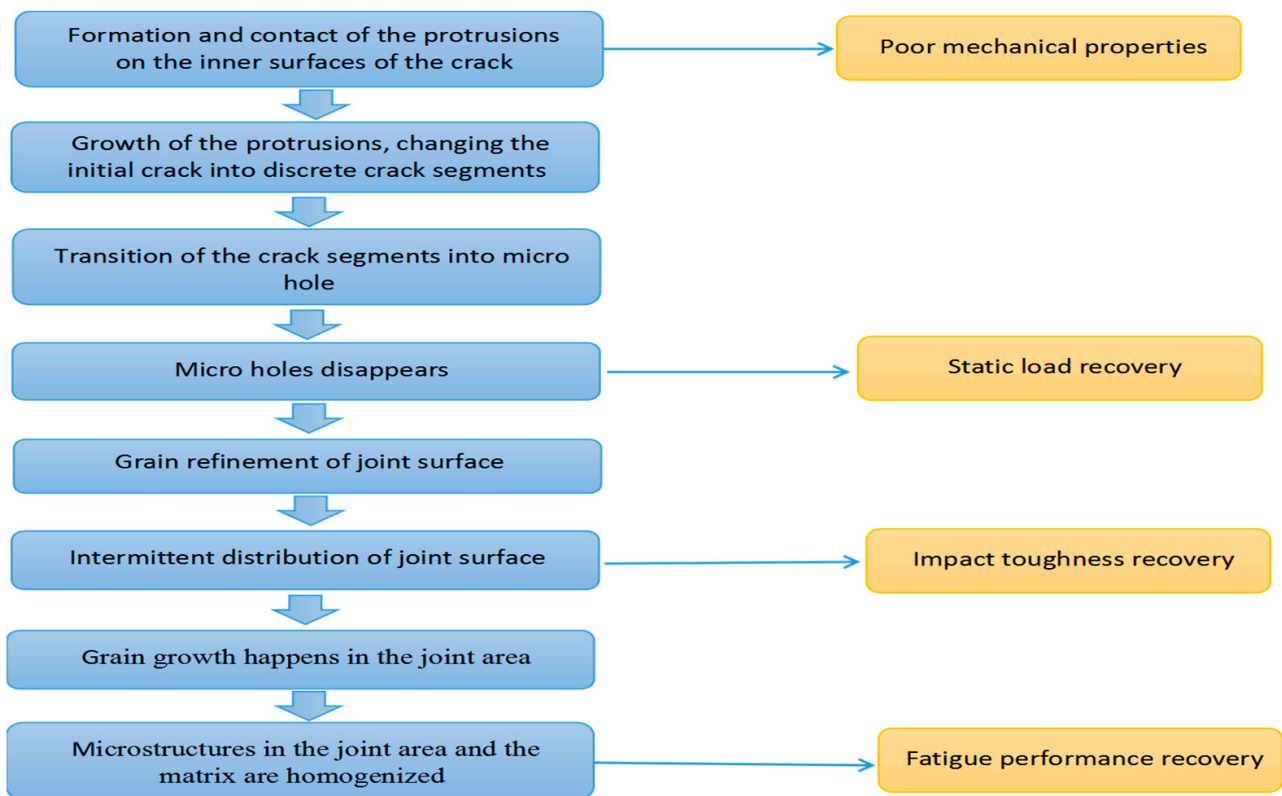 Formation and contact of the protrusions
on the inner surfaces of the crack
Poor mechanical properties
Growth of the protrusions, changing the
initial crack into discrete crack segments
Transition of the crack segments into micro
hole
Micro holes disappears
Static load recovery
Grain refinement of joint surface
Intermittent distribution of joint surface
Impact toughness recovery
Grain growth happens in the joint area
Microstructures in the joint area and the
matrix are homogenized
Fatigue performance recovery